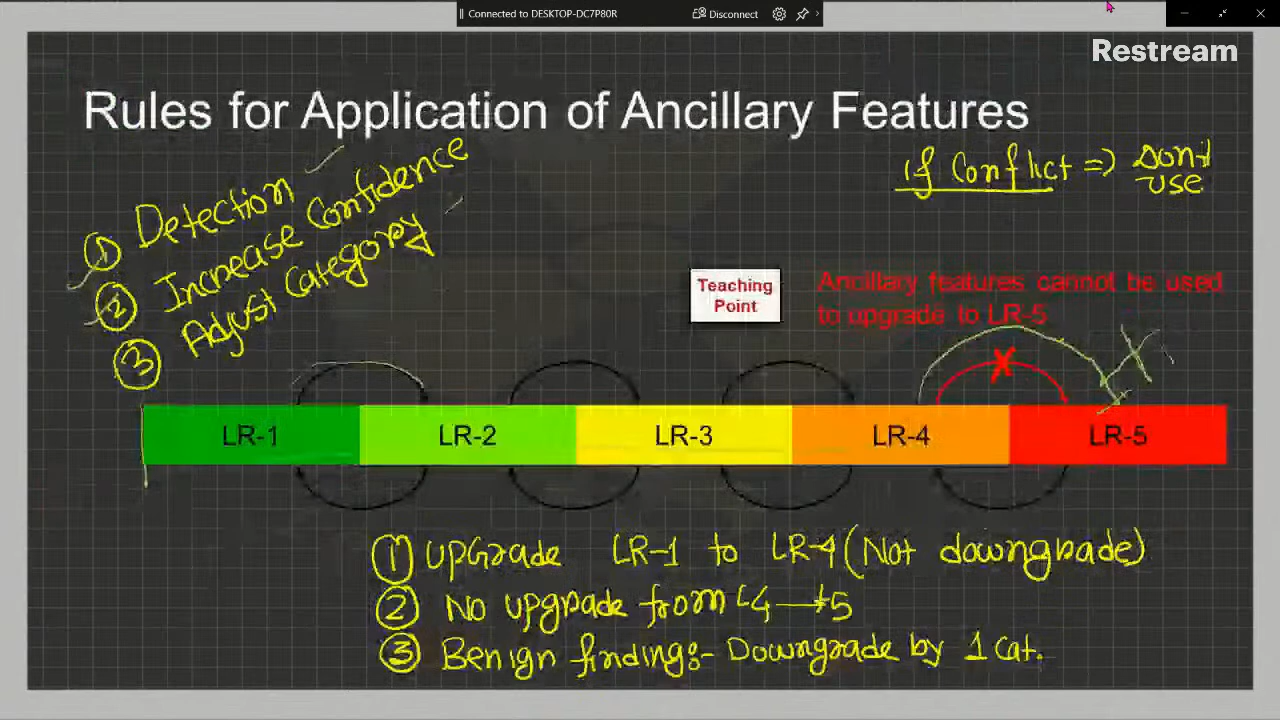 Connected to DESKTOP-DC7P80R
Disconnect
Restream
Rules for Application of Ancillary Features
If Conflict => Don't
use
① Detection
② Increase Confidence
③ Adjust Category
Teaching
Point
Ancillary features cannot be used
to upgrade to LR-5
LR-1 LR-2 LR-3 LR-4 LR-5
① UPGrade LR-1 to LR-4 (Not downgrade)
② No upgrade from L4 → 5
③ Benign findings:- Downgrade by 1 Cat.